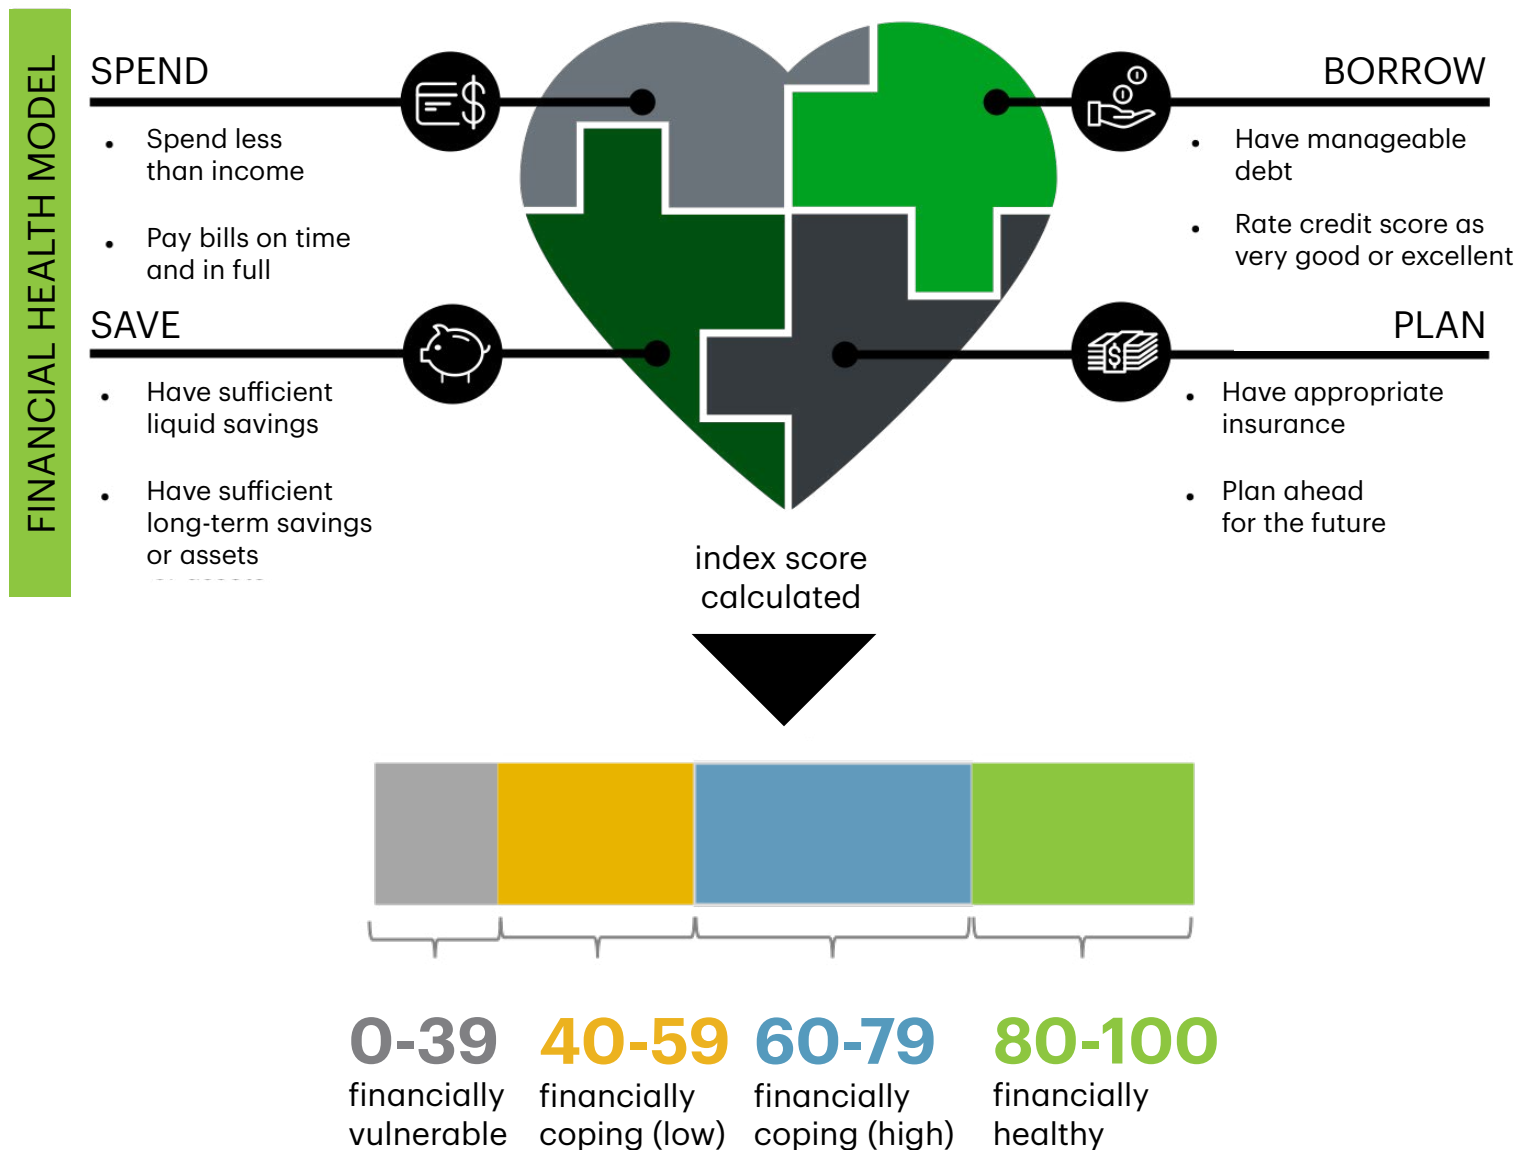 FINANCIAL HEALTH MODEL
SPEND
Spend less
than income
Pay bills on time
and in full
SAVE
Have sufficient
liquid savings
Have sufficient
long-term savings
or assets
BORROW
Have manageable
debt
Rate credit score as
very good or excellent
PLAN
Have appropriate
insurance
Plan ahead
for the future
index score
calculated
0-39
financially
vulnerable
40-59
financially
coping (low)
60-79
financially
coping (high)
80-100
financially
healthy